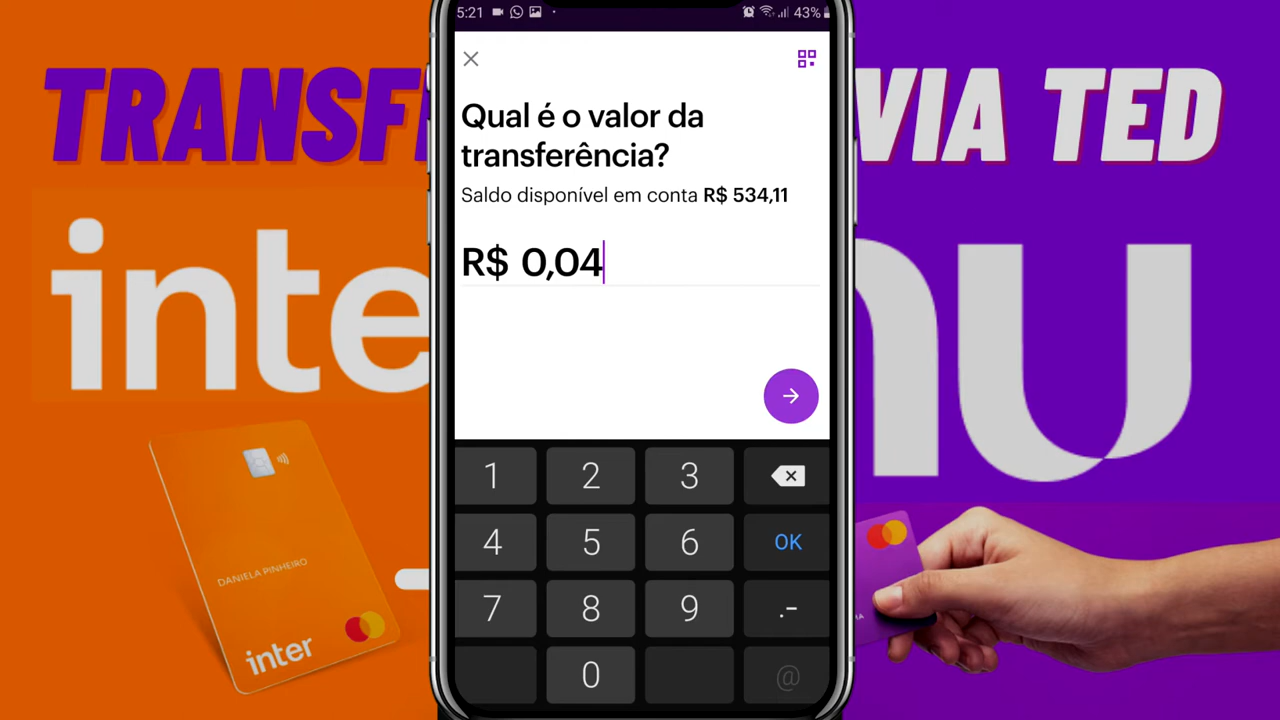 5:21
43%
TRANSF
VIA TED
Qual é o valor da
transferência?
Saldo disponível em conta R$ 534,11
R$ 0,04
inte
nu
1 2 3
4 5 6 OK
7 8 9 .-
0 @
DANIELA PINHEIRO
inter
MA